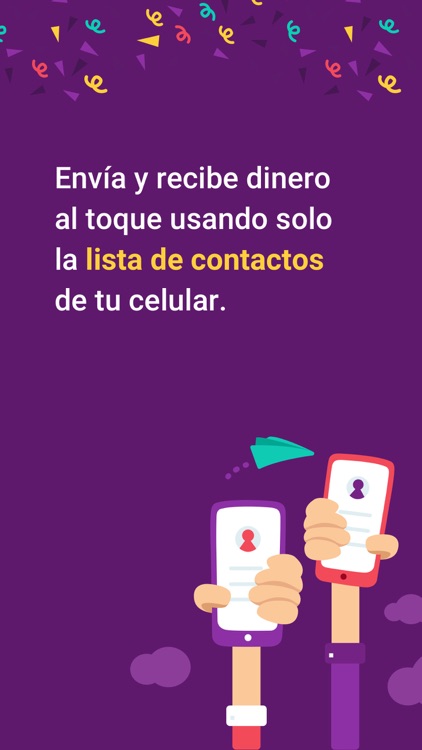 Envía y recibe dinero
al toque usando solo
la lista de contactos
de tu celular.